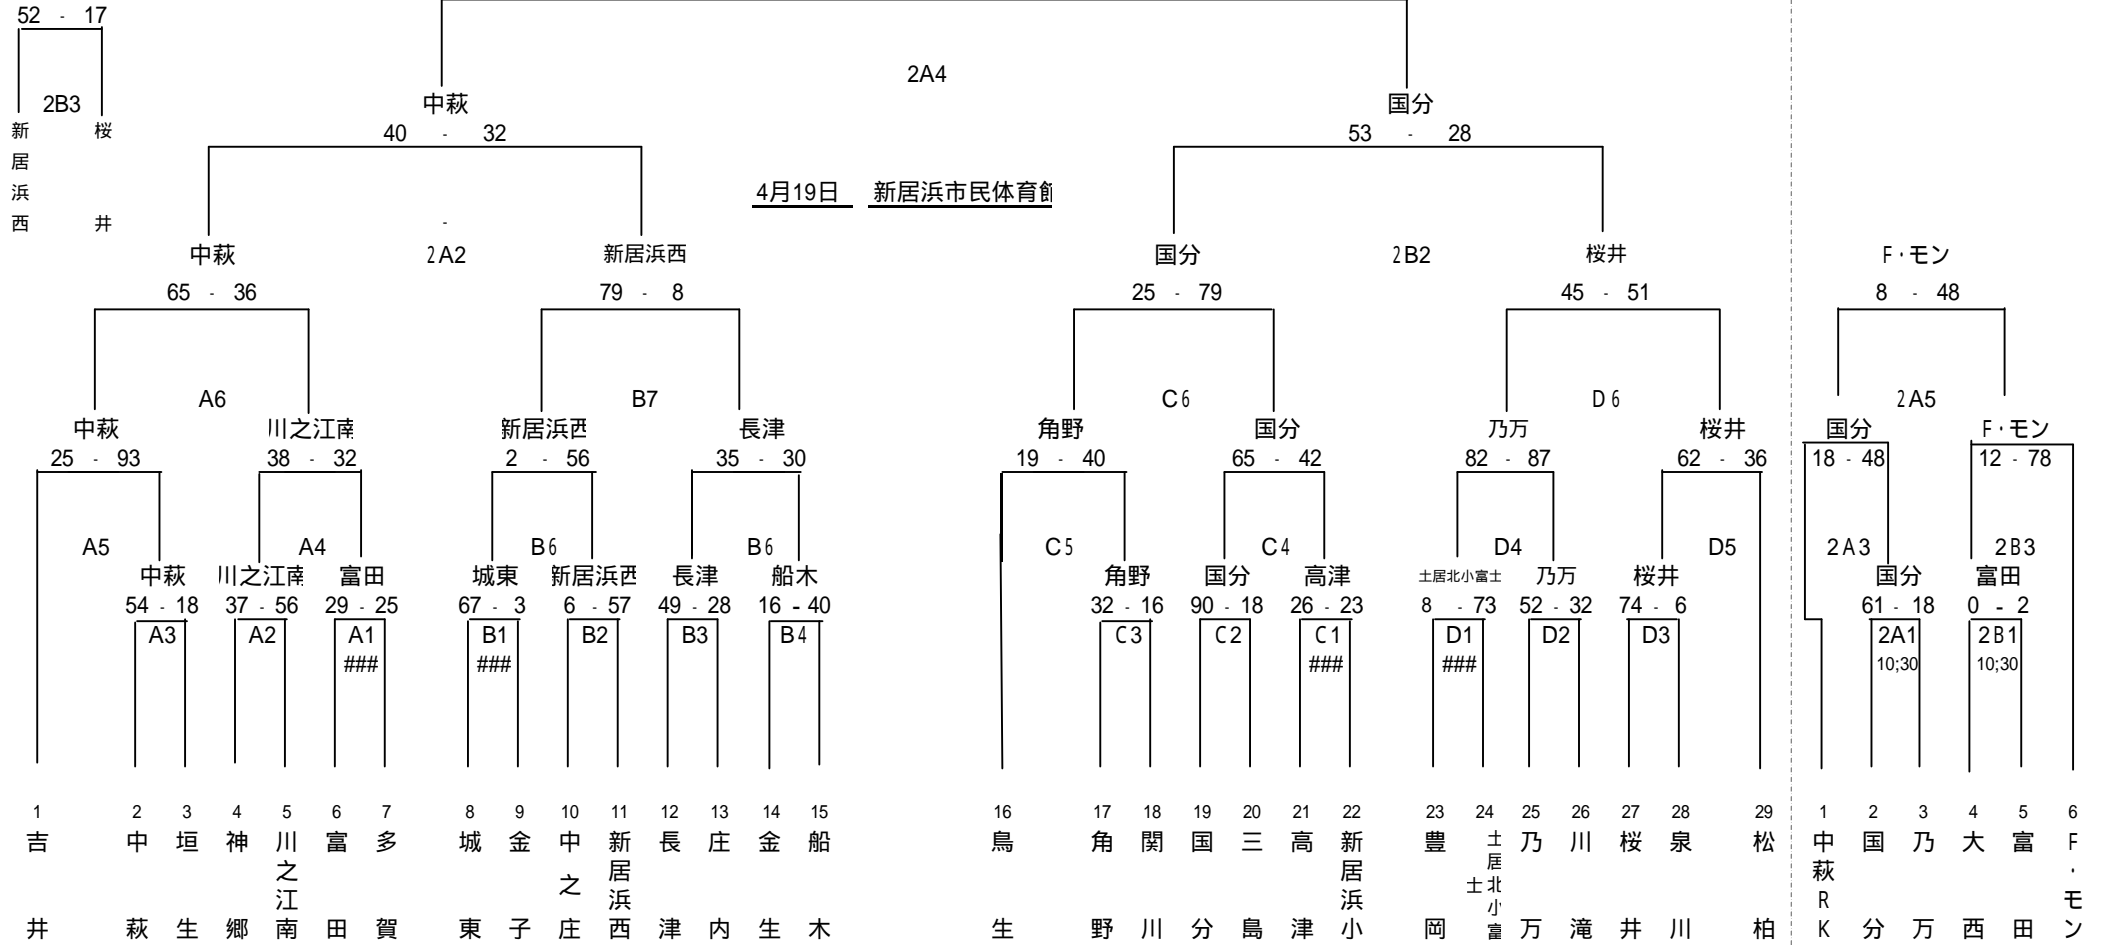 52 - 17
2A4
2B3
中萩
国分
新居浜西
桜井
40 - 32
53 - 28
4月19日 新居浜市民体育館
-
中萩
2A2
新居浜西
国分
2B2
桜井
F・モン
65 - 36
79 - 8
25 - 79
45 - 51
8 - 48
A6
B7
C6
D6
2A5
中萩
川之江南
新居浜西
長津
角野
国分
乃万
桜井
国分
F・モン
25 - 93
38 - 32
2 - 56
35 - 30
19 - 40
65 - 42
82 - 87
62 - 36
18 - 48
12 - 78
A5
A4
B6
B6
C5
C4
D4
D5
2A3
2B3
中萩
川之江南
富田
城東
新居浜西
長津
船木
角野
国分
高津
土居北小富士
乃万
桜井
国分
富田
54 - 18
37 - 56
29 - 25
67 - 3
6 - 57
49 - 28
16 - 40
32 - 16
90 - 18
26 - 23
8 - 73
52 - 32
74 - 6
61 - 18
0 - 2
A3
A2
A1
B1
B2
B3
B4
C3
C2
C1
D1
D2
D3
2A1
2B1
###
###
###
###
10;30
10;30
1 吉井
2 中萩
3 垣生
4 神郷
5 川之江南
6 富田
7 多賀
8 城東
9 金子
10 中之庄
11 新居浜西
12 長津
13 庄内
14 金生
15 船木
16 鳥生
17 角野
18 関川
19 国分
20 三島
21 高津
22 新居浜小
23 豊岡
24 土居北小富士
25 乃万
26 川滝
27 桜井
28 泉川
29 松柏
1 中萩RK
2 国分
3 乃万
4 大西
5 富田
6 F・モン